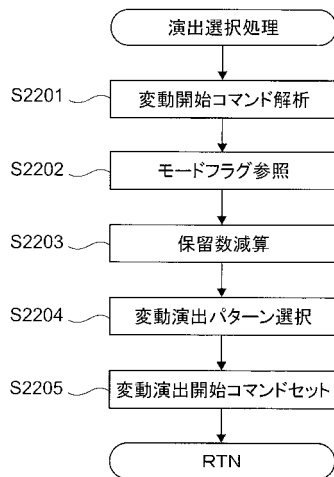 演出選択処理
S2201
変動開始コマンド解析
S2202
モードフラグ参照
S2203
保留数減算
S2204
変動演出パターン選択
S2205
変動演出開始コマンドセット
RTN